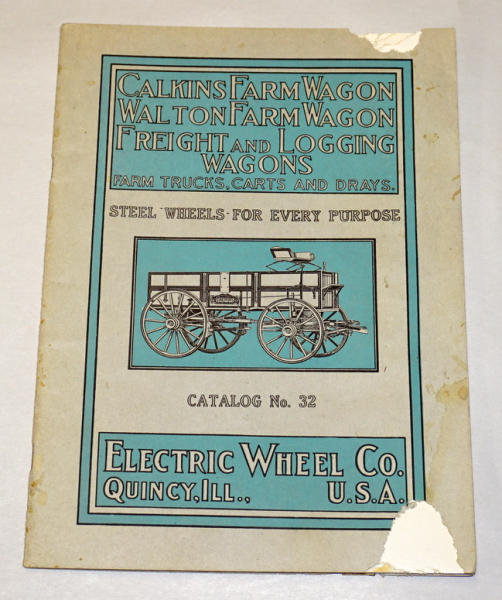 CALKINS FARM WAGON
WALTON FARM WAGON
FREIGHT AND LOGGING
WAGONS
FARM TRUCKS, CARTS AND DRAYS.
STEEL WHEELS FOR EVERY PURPOSE
CATALOG No. 32
ELECTRIC WHEEL CO.
QUINCY, ILL., U.S.A.